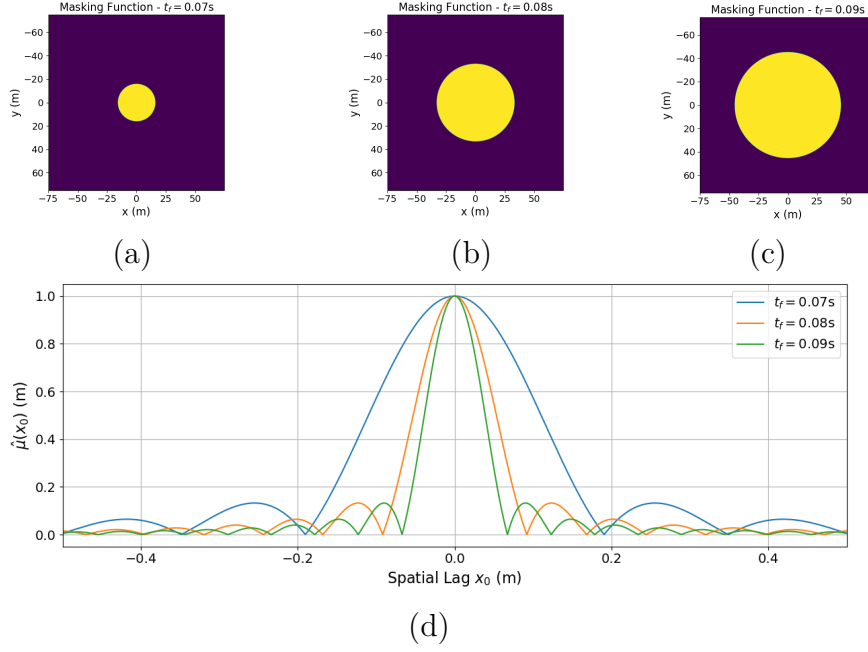 Masking Function - t_f = 0.07s
Masking Function - t_f = 0.08s
Masking Function - t_f = 0.09s
−60
−40
−20
0
20
40
60
y (m)
−75 −50 −25 0 25 50
x (m)
−60
−40
−20
0
20
40
60
y (m)
−75 −50 −25 0 25 50
x (m)
−60
−40
−20
0
20
40
60
y (m)
−75 −50 −25 0 25 50
x (m)
(a)
(b)
(c)
1.0
0.8
0.6
0.4
0.2
0.0
μ̂(x₀) (m)
t_f = 0.07s
t_f = 0.08s
t_f = 0.09s
−0.4 −0.2 0.0 0.2 0.4
Spatial Lag x₀ (m)
(d)